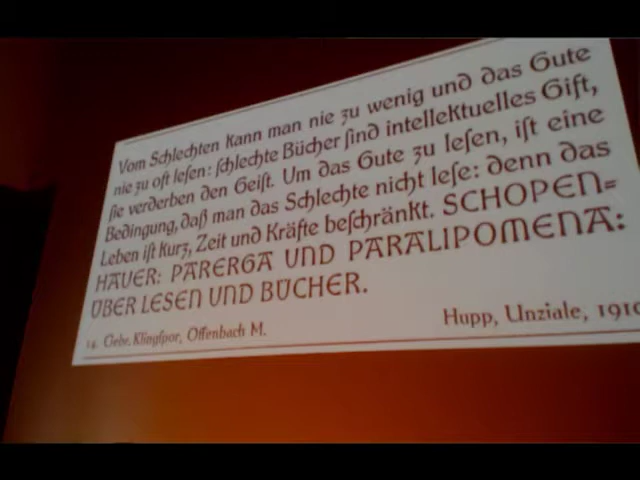 Vom Schlechten kann man nie zu wenig und das Gute
nie zu oft leſen: ſchlechte Bücher ſind intellektuelles Gift,
ſie verderben den Geiſt. Um das Gute zu leſen, iſt eine
Bedingung, daß man das Schlechte nicht leſe: denn das
Leben iſt kurz, Zeit und Kräfte beſchränkt. SCHOPEN=
HAUER: PARERGA UND PARALIPOMENA:
ÜBER LESEN UND BÜCHER.
14. Gebr. Klingſpor, Offenbach M.
Hupp, Unziale, 1910